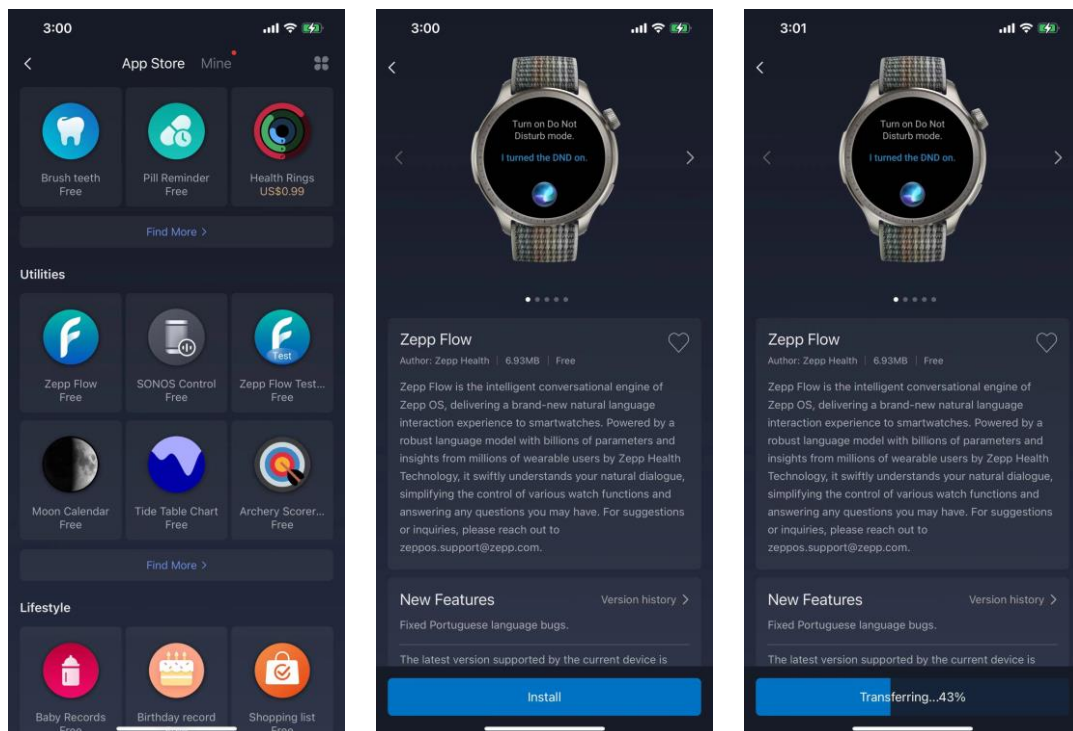 3:00
App Store Mine
Brush teeth
Free
Pill Reminder
Free
Health Rings
US$0.99
Find More >
Utilities
Zepp Flow
Free
SONOS Control
Free
Test
Zepp Flow Test...
Free
Moon Calendar
Free
Tide Table Chart
Free
Archery Scorer...
Free
Find More >
Lifestyle
Baby Records
Free
Birthday record
Shopping list
Free
3:00
Turn on Do Not
Disturb mode.
I turned the DND on.
Zepp Flow
Author: Zepp Health | 6.93MB | Free
Zepp Flow is the intelligent conversational engine of
Zepp OS, delivering a brand-new natural language
interaction experience to smartwatches. Powered by a
robust language model with billions of parameters and
insights from millions of wearable users by Zepp Health
Technology, it swiftly understands your natural dialogue,
simplifying the control of various watch functions and
answering any questions you may have. For suggestions
or inquiries, please reach out to
zeppos.support@zepp.com.
New Features
Version history >
Fixed Portuguese language bugs.
The latest version supported by the current device is
Install
3:01
Turn on Do Not
Disturb mode.
I turned the DND on.
Zepp Flow
Author: Zepp Health | 6.93MB | Free
Zepp Flow is the intelligent conversational engine of
Zepp OS, delivering a brand-new natural language
interaction experience to smartwatches. Powered by a
robust language model with billions of parameters and
insights from millions of wearable users by Zepp Health
Technology, it swiftly understands your natural dialogue,
simplifying the control of various watch functions and
answering any questions you may have. For suggestions
or inquiries, please reach out to
zeppos.support@zepp.com.
New Features
Version history >
Fixed Portuguese language bugs.
The latest version supported by the current device is
Transferring...43%